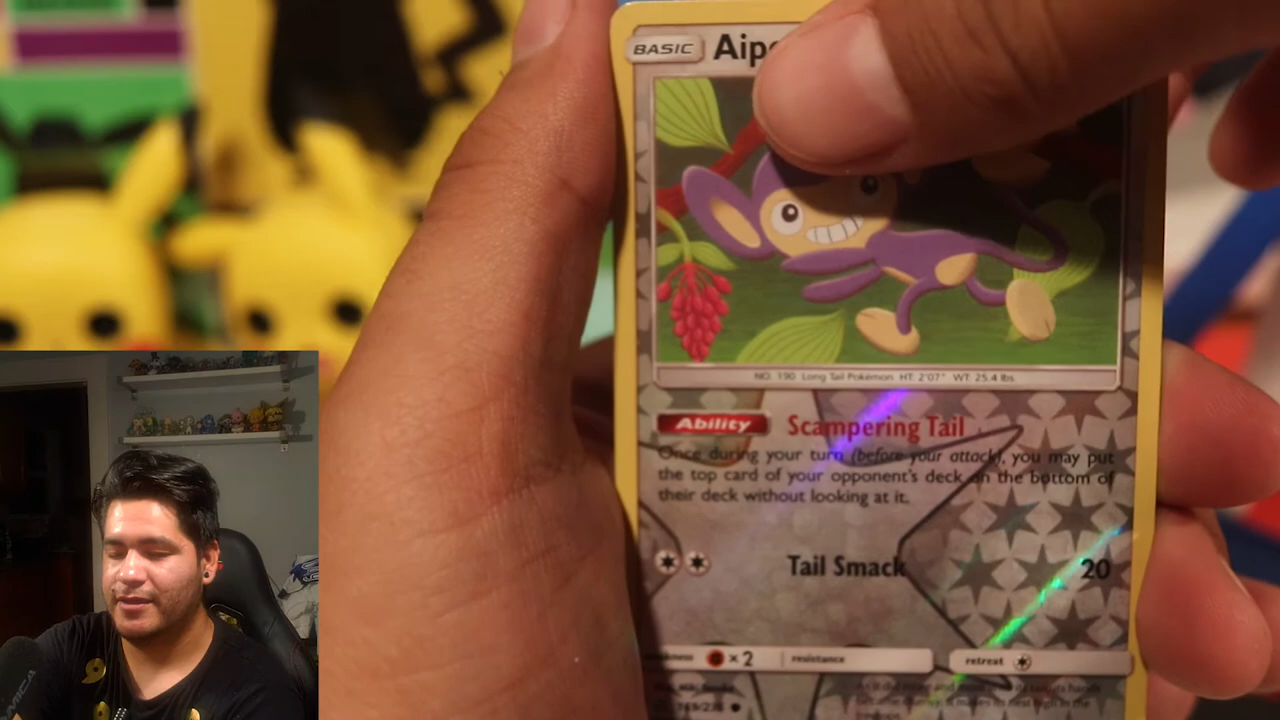 BASIC Aip
NO. 190 Long Tail Pokémon HT: 2'07" WT: 25.4 lbs.
Ability Scampering Tail
Once during your turn (before your attack), you may put
the top card of your opponent's deck on the bottom of
their deck without looking at it.
Tail Smack 20
×2 resistance retreat